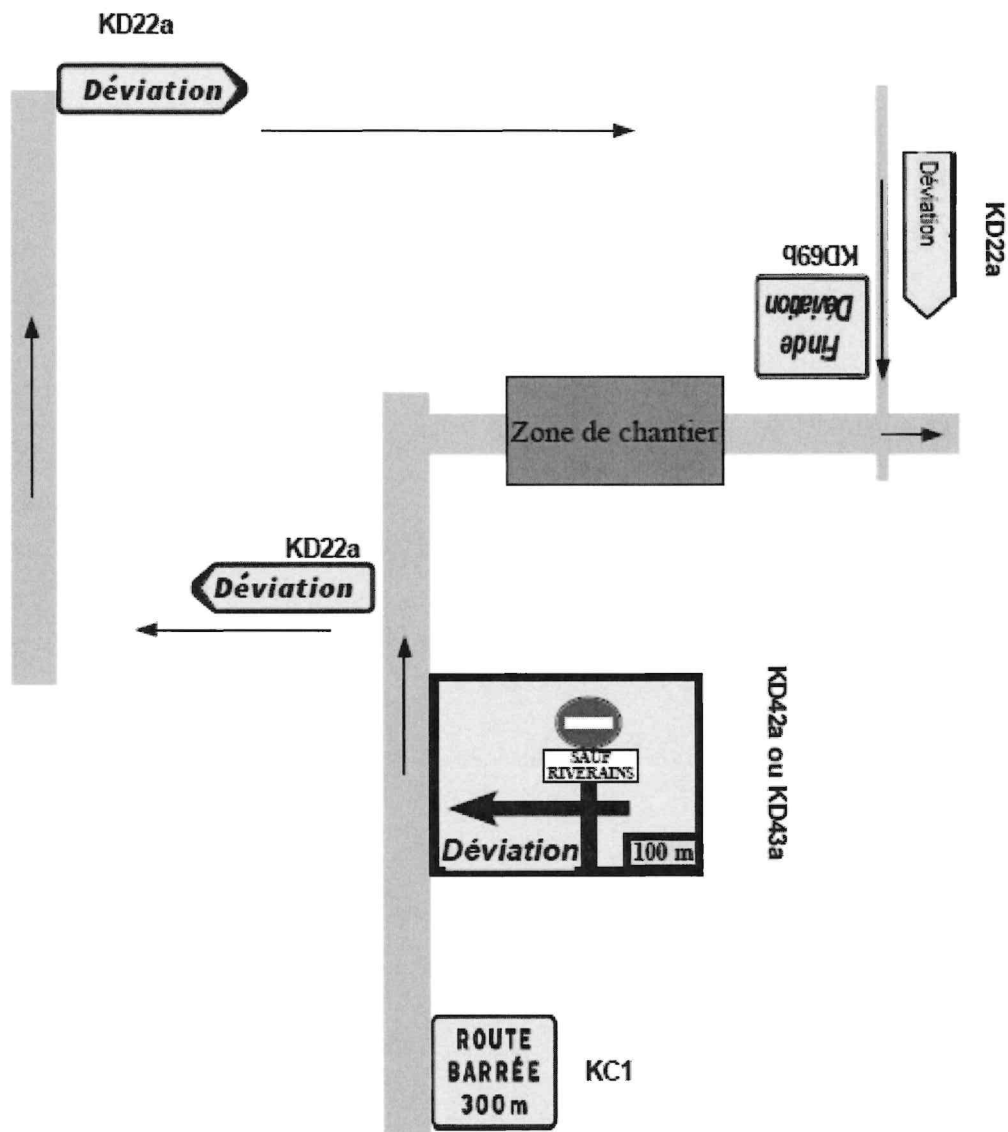 KD22a
Déviation
Déviation
KD22a
KD69b
Fin de
Déviation
Zone de chantier
KD22a
Déviation
SAUF
RIVERAINS
Déviation
100 m
KD42a ou KD43a
ROUTE
BARRÉE
300 m
KC1